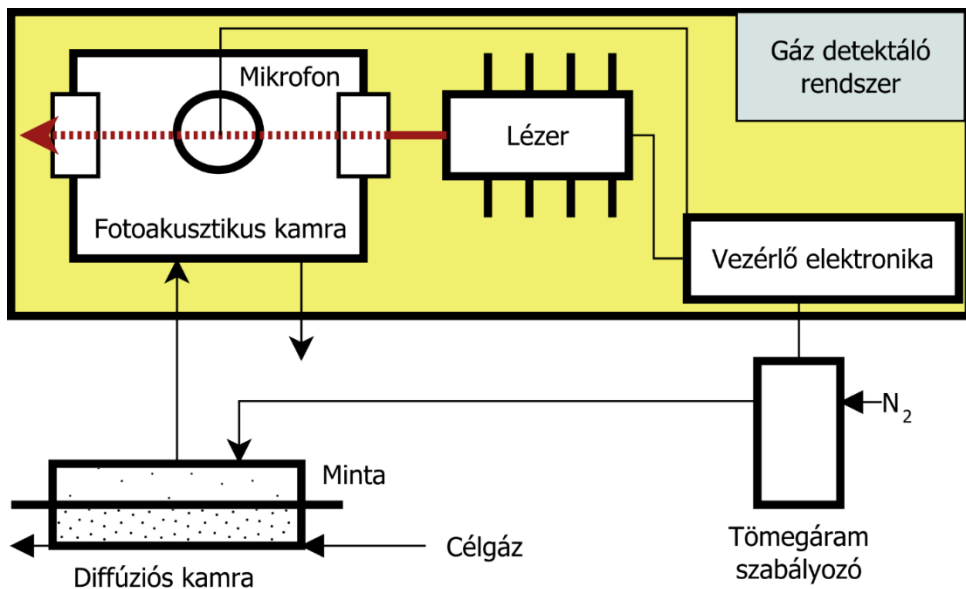 Gáz detektáló
rendszer
Mikrofon
Lézer
Fotoakusztikus kamra
Vezérlő elektronika
N₂
Minta
Célgáz
Diffúziós kamra
Tömegáram
szabályozó